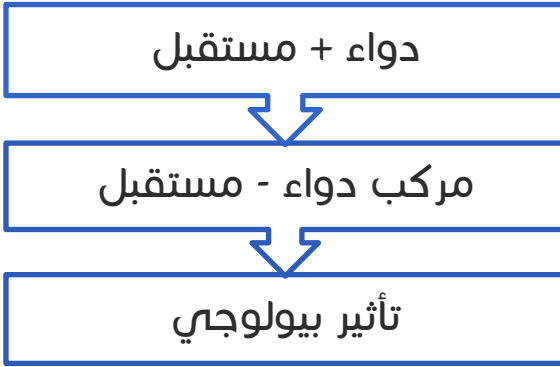 دواء + مستقبل
مركب دواء - مستقبل
تأثير بيولوجي